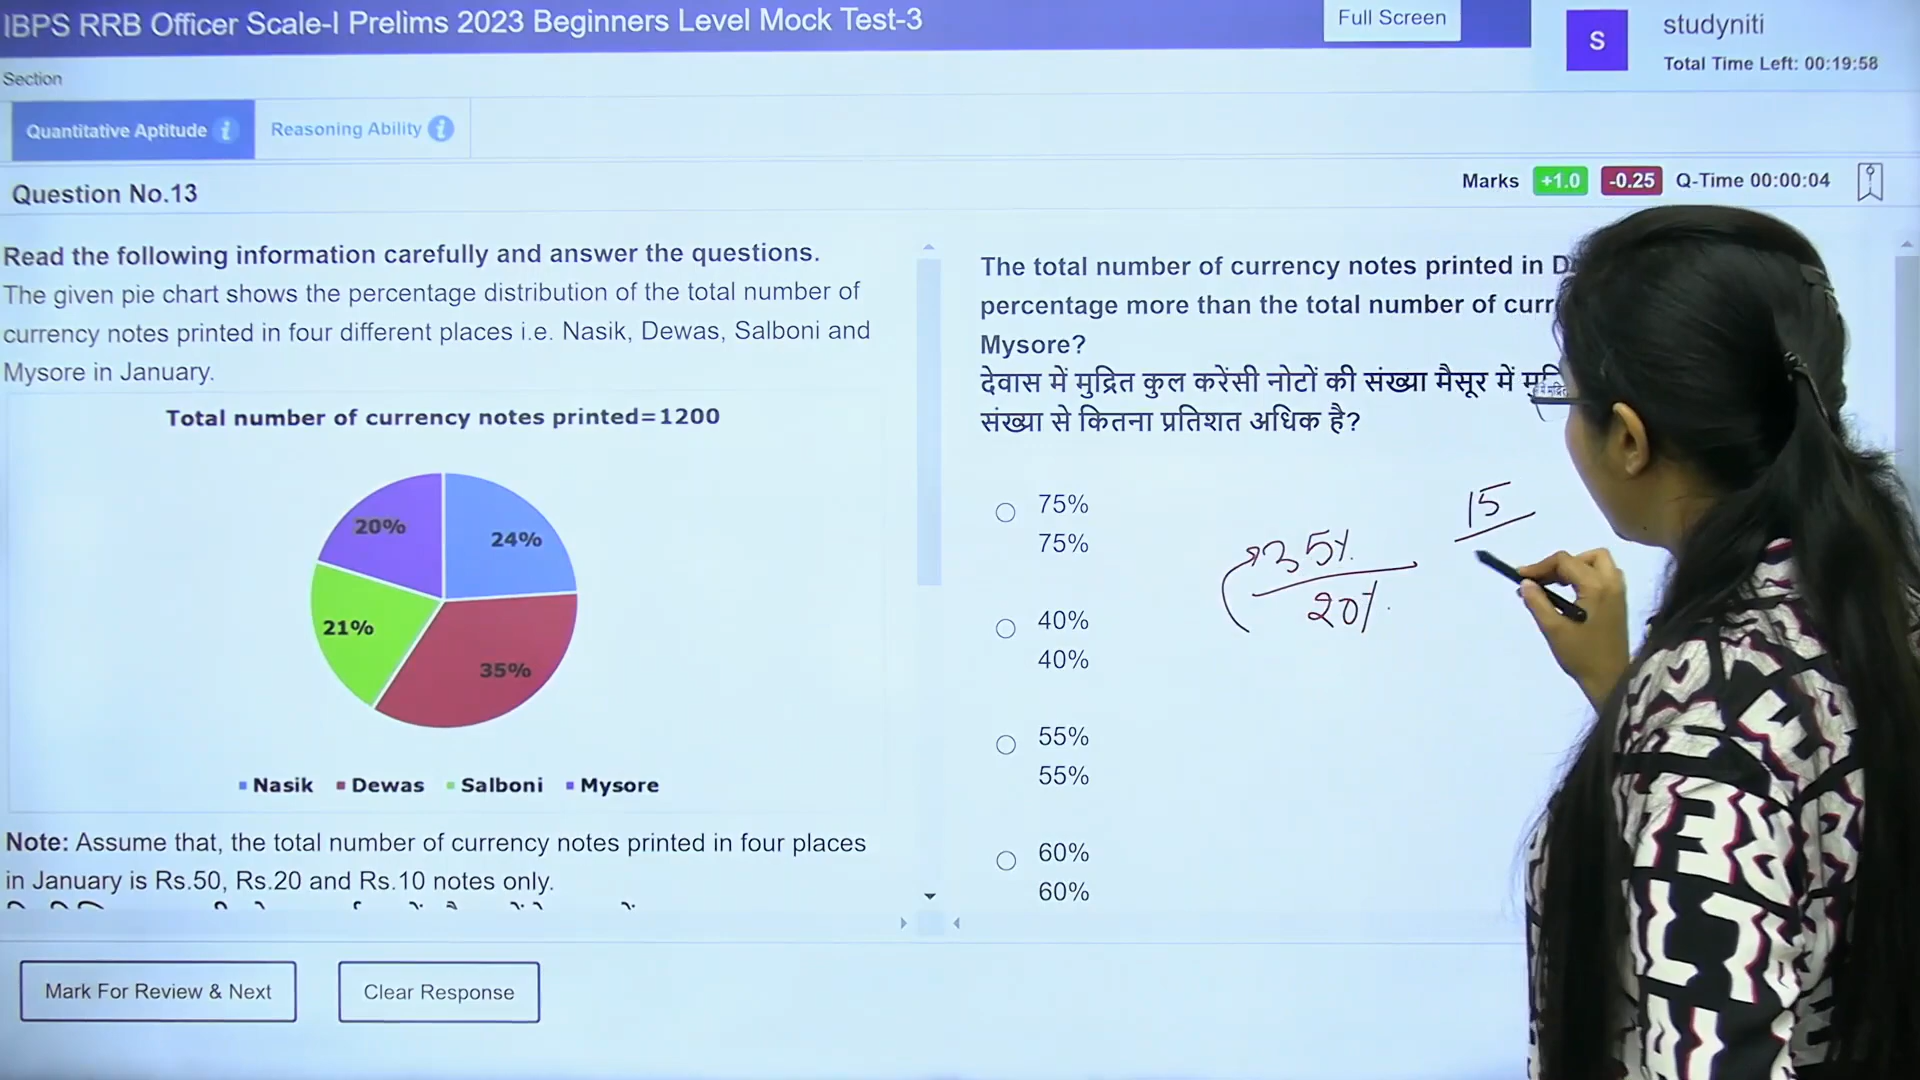 IBPS RRB Officer Scale-I Prelims 2023 Beginners Level Mock Test-3
Full Screen
S
studyniti
Total Time Left: 00:19:58
Section
Quantitative Aptitude i
Reasoning Ability i
Question No.13
Marks +1.0 -0.25 Q-Time 00:00:04
Read the following information carefully and answer the questions.
The given pie chart shows the percentage distribution of the total number of
currency notes printed in four different places i.e. Nasik, Dewas, Salboni and
Mysore in January.
Total number of currency notes printed=1200
20%
24%
21%
35%
Nasik Dewas Salboni Mysore
Note: Assume that, the total number of currency notes printed in four places
in January is Rs.50, Rs.20 and Rs.10 notes only.
The total number of currency notes printed in D
percentage more than the total number of curr
Mysore?
देवास में मुद्रित कुल करेंसी नोटों की संख्या मैसूर में
संख्या से कितना प्रतिशत अधिक है?
75%
75%
40%
40%
55%
55%
60%
60%
35%
20%
15
Mark For Review & Next
Clear Response